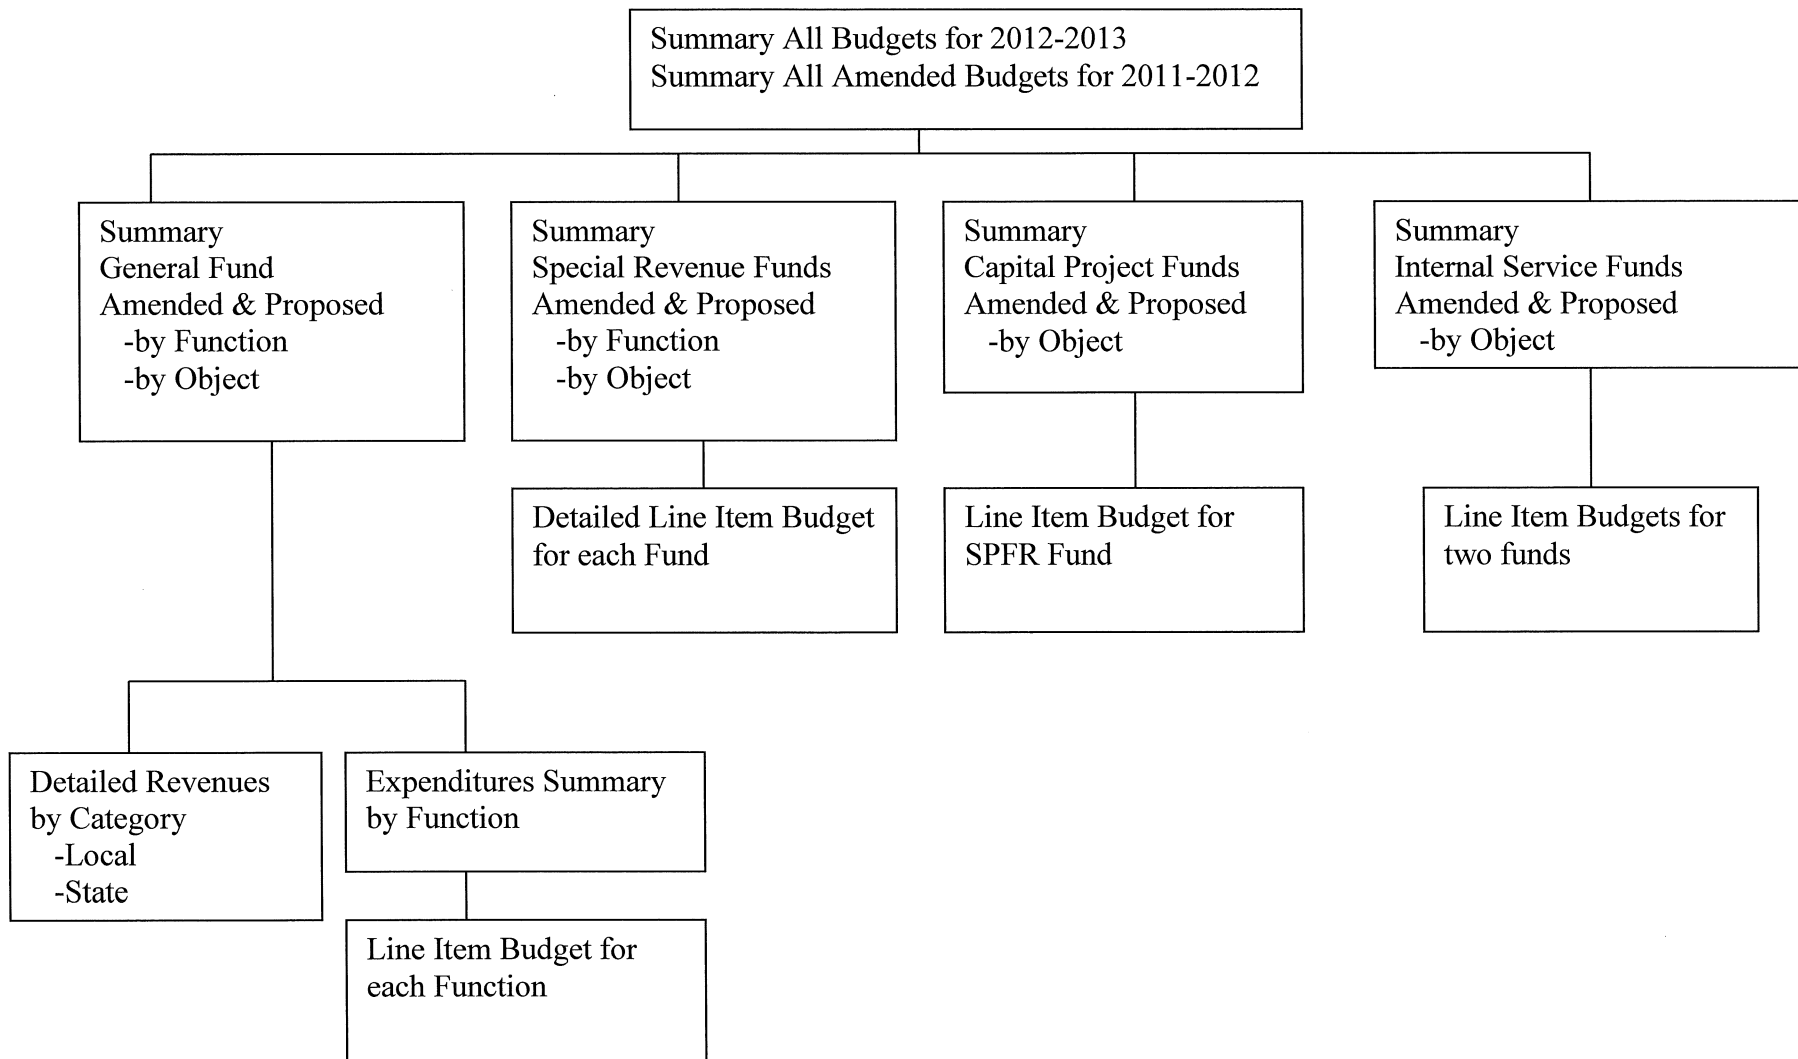 Summary All Budgets for 2012-2013
Summary All Amended Budgets for 2011-2012
Summary
General Fund
Amended & Proposed
-by Function
-by Object
Summary
Special Revenue Funds
Amended & Proposed
-by Function
-by Object
Summary
Capital Project Funds
Amended & Proposed
-by Object
Summary
Internal Service Funds
Amended & Proposed
-by Object
Detailed Line Item Budget
for each Fund
Line Item Budget for
SPFR Fund
Line Item Budgets for
two funds
Detailed Revenues
by Category
-Local
-State
Expenditures Summary
by Function
Line Item Budget for
each Function